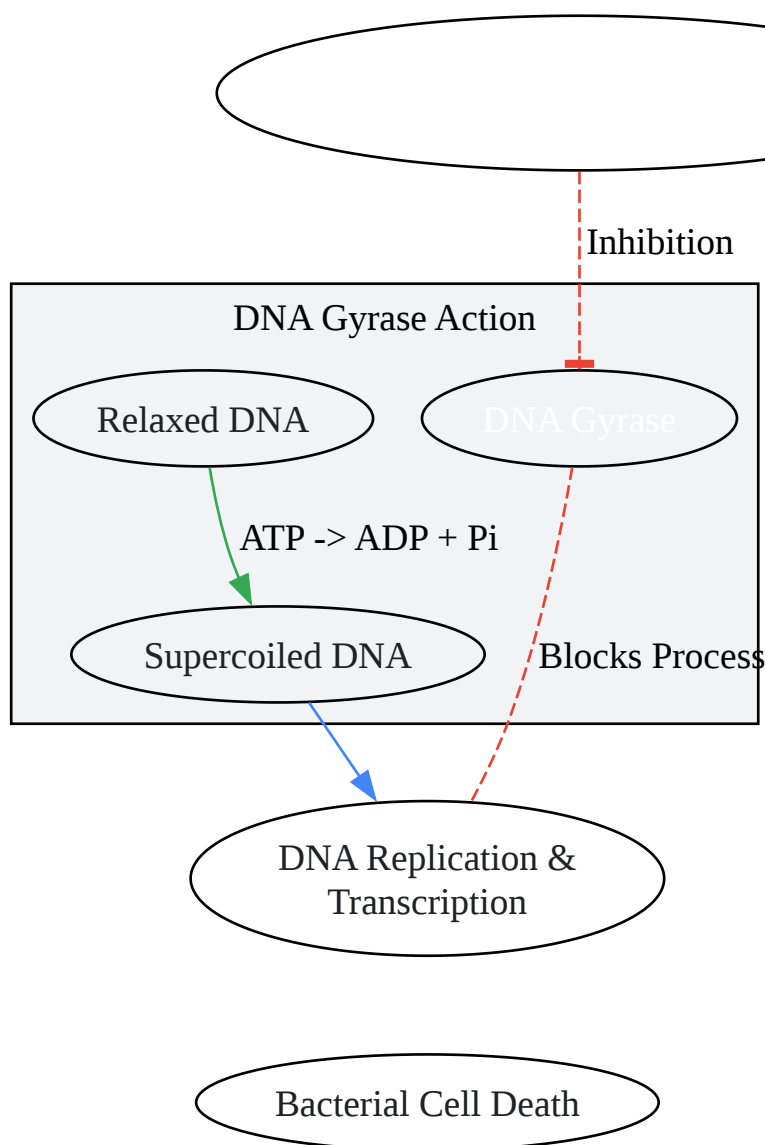 Inhibition
DNA Gyrase Action
Relaxed DNA
DNA Gyrase
ATP -> ADP + Pi
Supercoiled DNA
Blocks Process
DNA Replication &
Transcription
Bacterial Cell Death